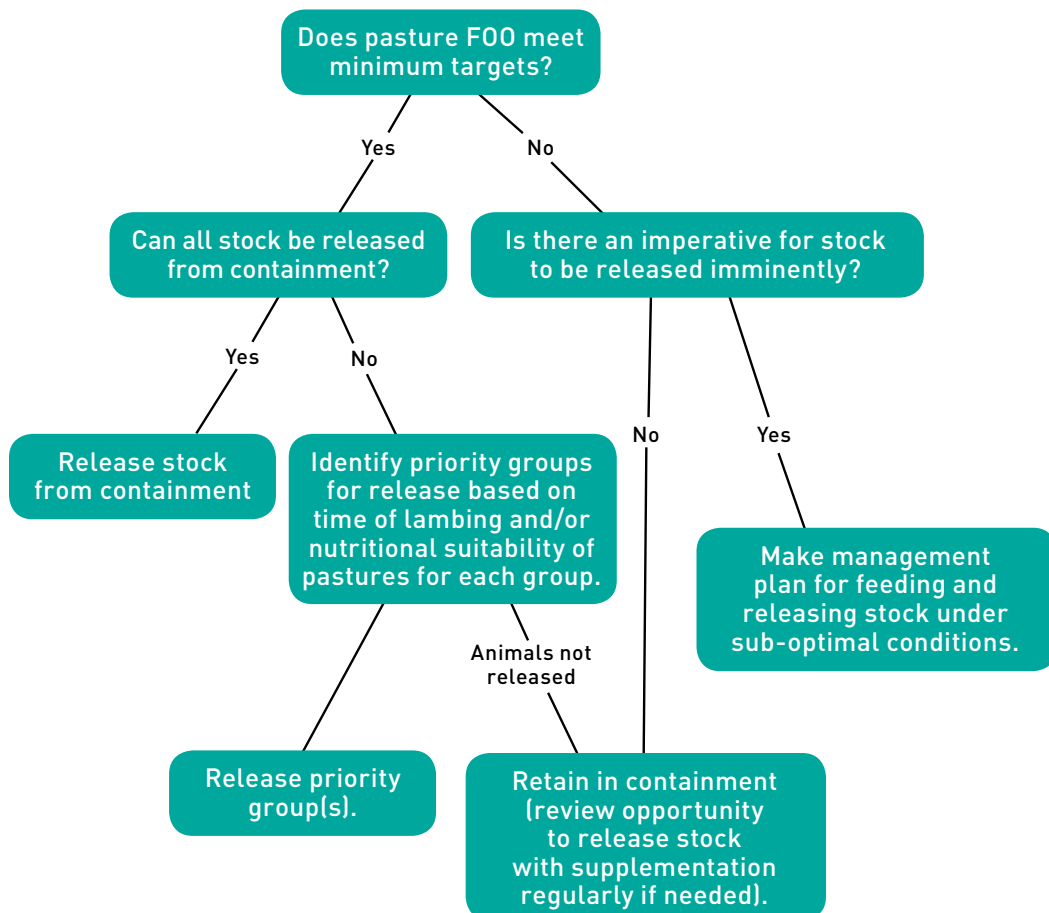 Does pasture FOO meet
minimum targets?
Yes
No
Can all stock be released
from containment?
Is there an imperative for stock
to be released imminently?
Yes
No
No
Yes
Release stock
from containment
Identify priority groups
for release based on
time of lambing and/or
nutritional suitability of
pastures for each group.
Make management
plan for feeding and
releasing stock under
sub-optimal conditions.
Animals not
released
Release priority
group(s).
Retain in containment
(review opportunity
to release stock
with supplementation
regularly if needed).